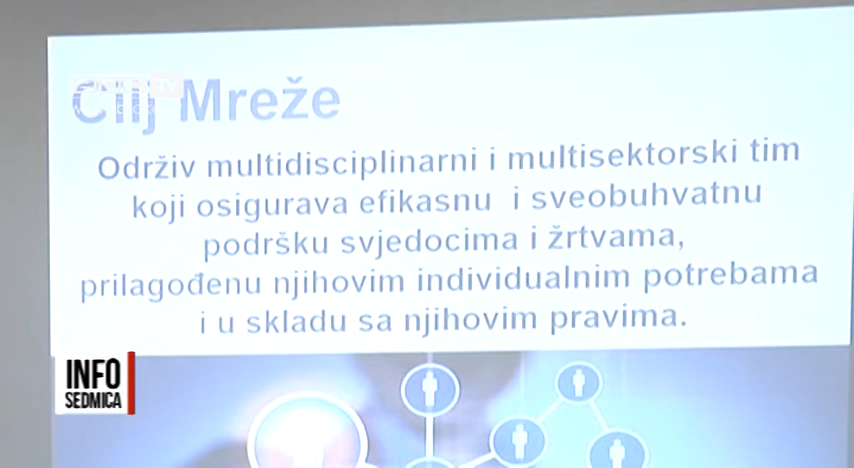 Cilj Mreže
Održiv multidisciplinarni i multisektorski tim
koji osigurava efikasnu i sveobuhvatnu
podršku svjedocima i žrtvama,
prilagođenu njihovim individualnim potrebama
i u skladu sa njihovim pravima.
INFO
SEDMICA